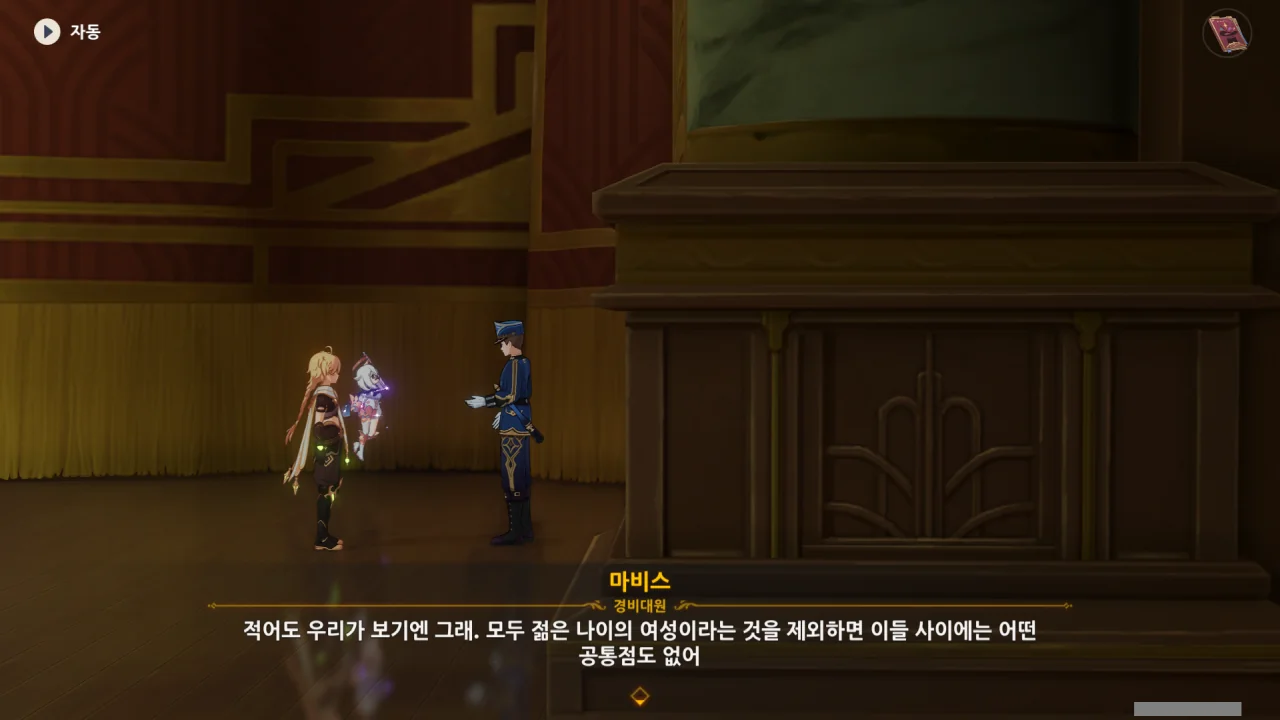 자동
마비스
경비대원
적어도 우리가 보기엔 그래. 모두 젊은 나이의 여성이라는 것을 제외하면 이들 사이에는 어떤
공통점도 없어